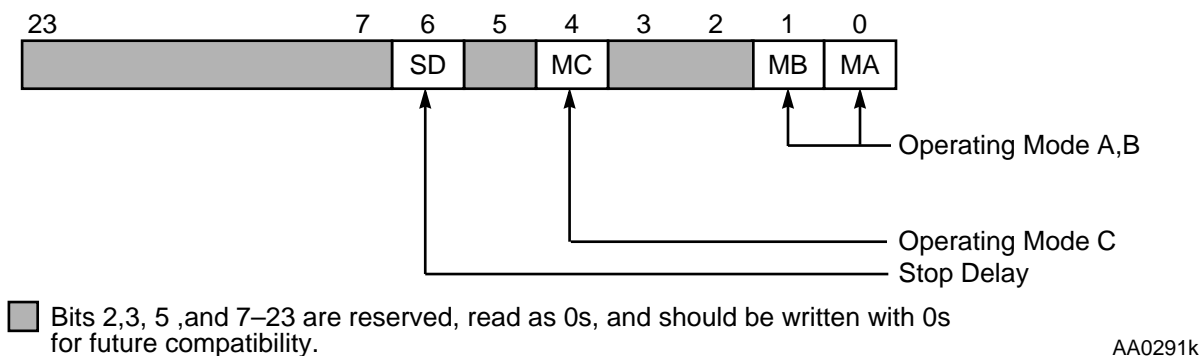 23 7 6 5 4 3 2 1 0
SD MC MB MA
Operating Mode A,B
Operating Mode C
Stop Delay
Bits 2,3, 5 ,and 7–23 are reserved, read as 0s, and should be written with 0s
for future compatibility.
AA0291k